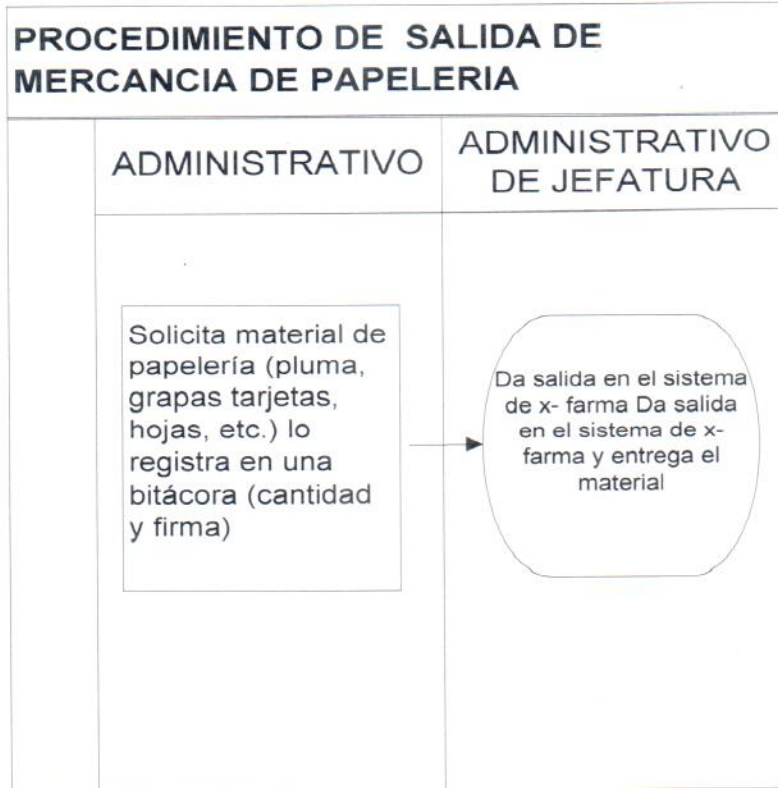 PROCEDIMIENTO DE SALIDA DE
MERCANCIA DE PAPELERIA
ADMINISTRATIVO
ADMINISTRATIVO
DE JEFATURA
Solicita material de
papelería (pluma,
grapas tarjetas,
hojas, etc.) lo
registra en una
bitácora (cantidad
y firma)
Da salida en el sistema
de x- farma Da salida
en el sistema de x-
farma y entrega el
material